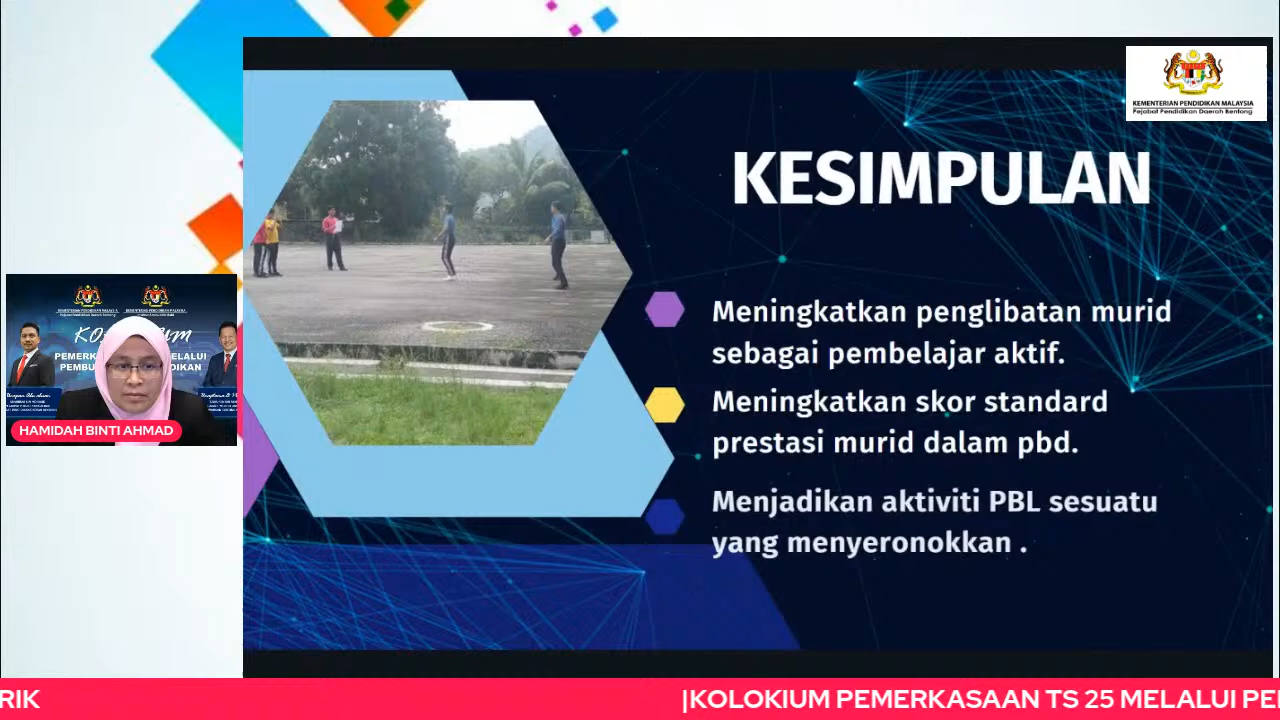 KEMENTERIAN PENDIDIKAN MALAYSIA
Pejabat Pendidikan Daerah Bentong
KESIMPULAN
Meningkatkan penglibatan murid
sebagai pembelajar aktif.
Meningkatkan skor standard
prestasi murid dalam pbd.
Menjadikan aktiviti PBL sesuatu
yang menyeronokkan .
HAMIDAH BINTI AHMAD
RIK
|KOLOKIUM PEMERKASAAN TS 25 MELALUI PE